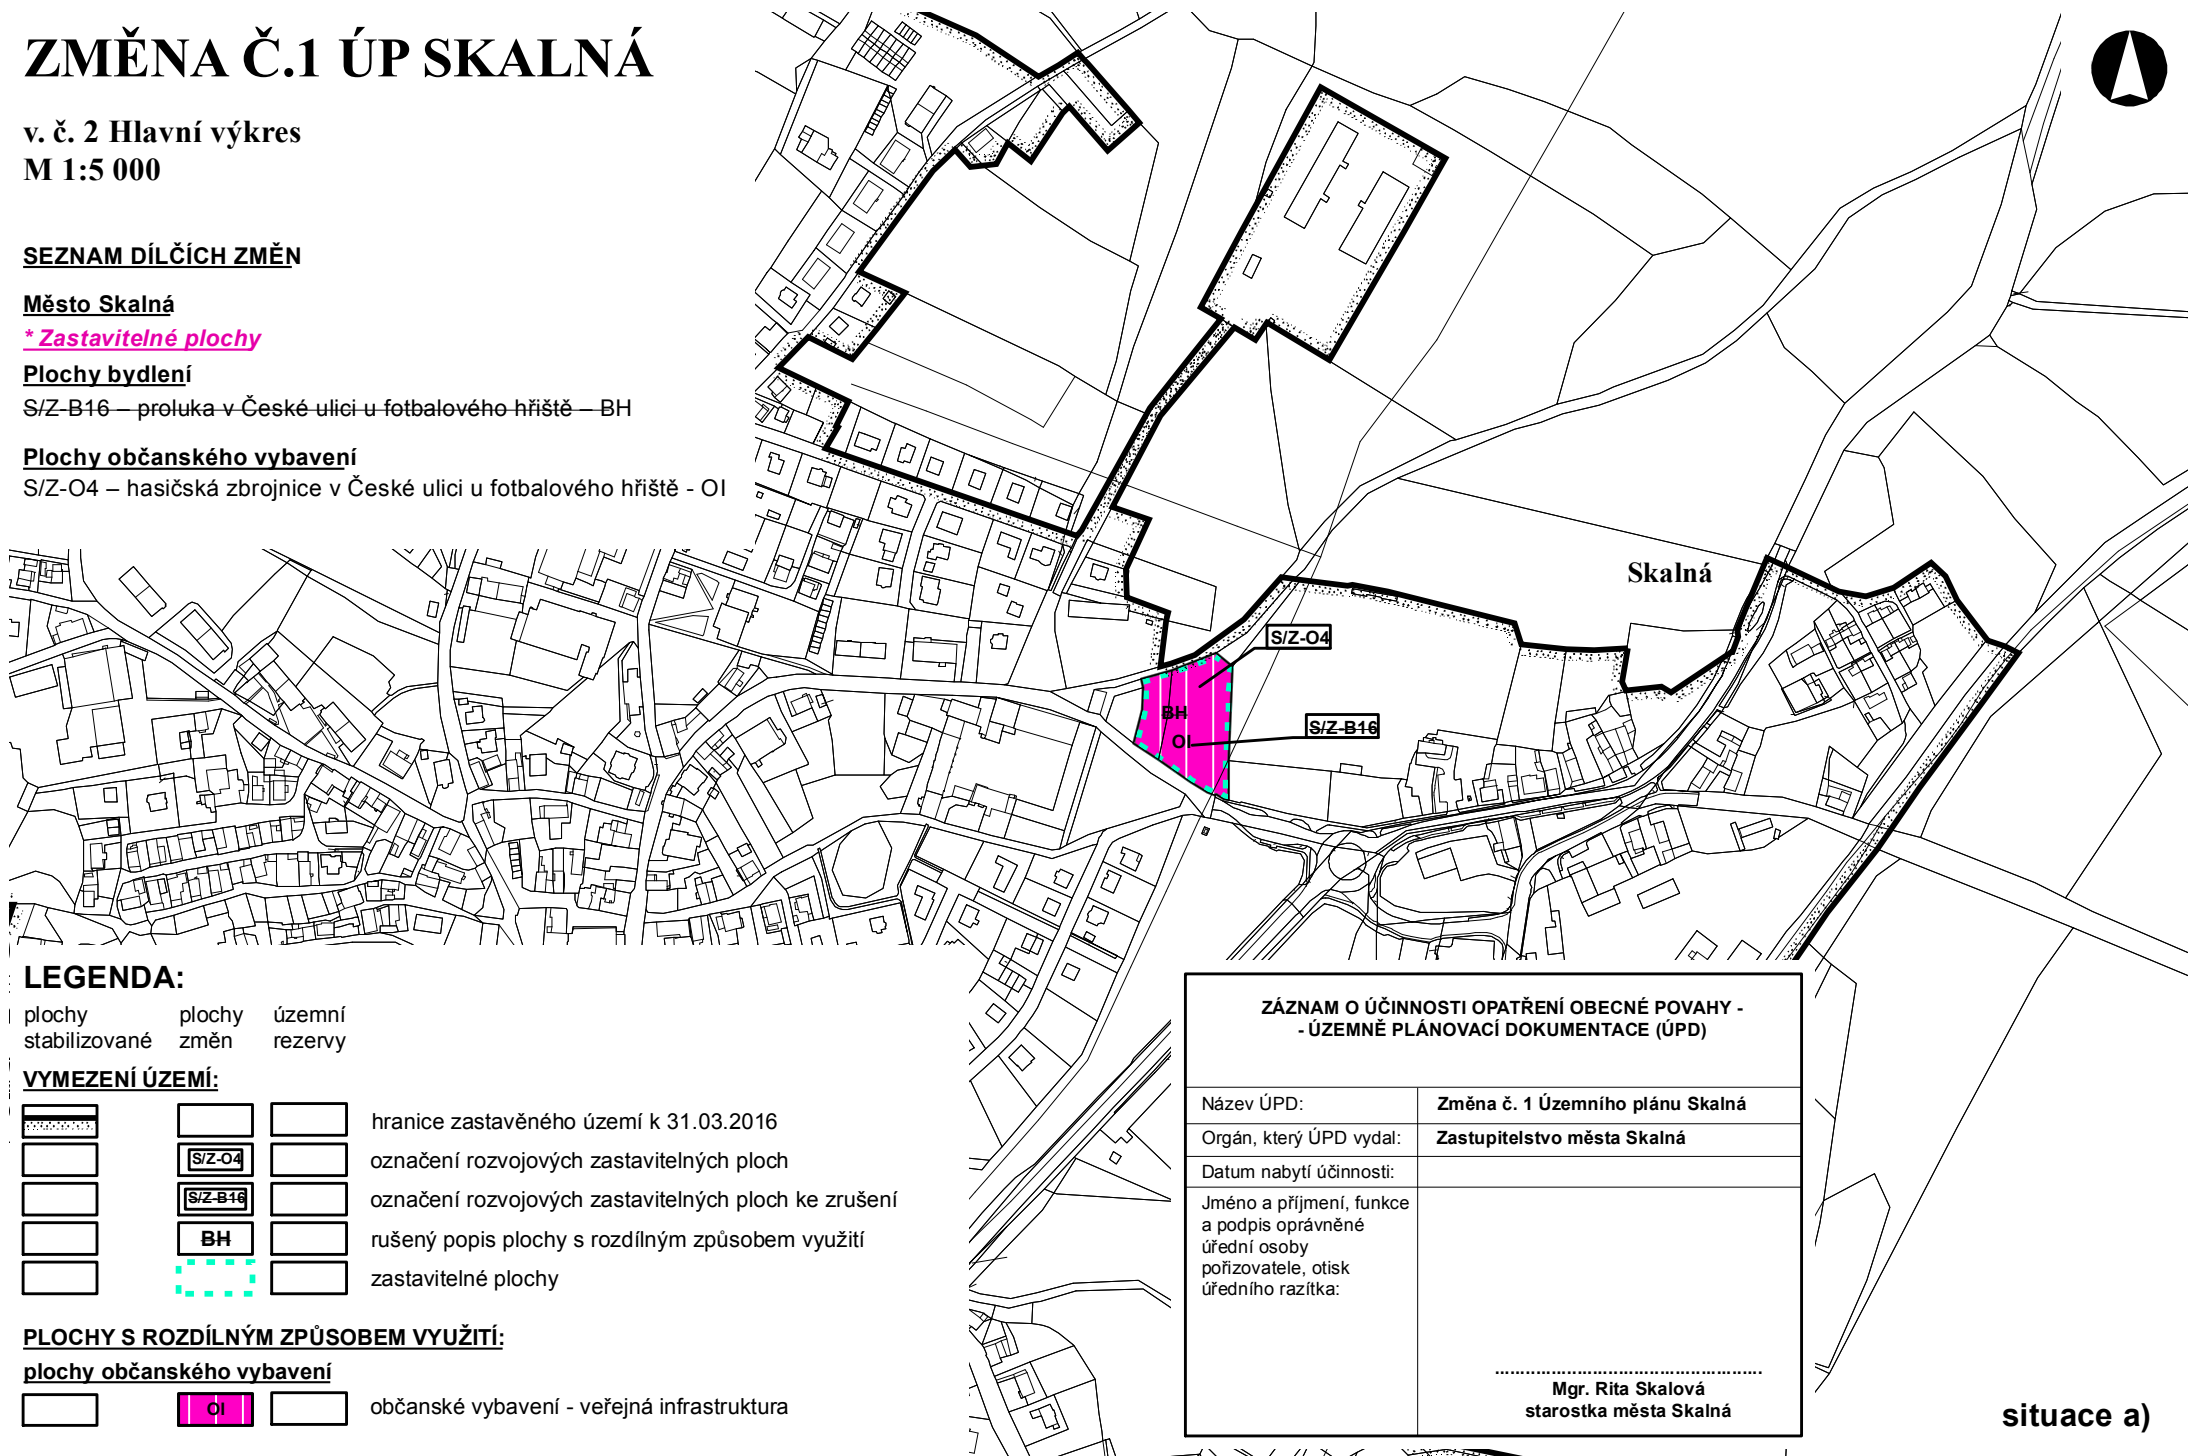 ZMĚNA Č.1 ÚP SKALNÁ
v. č. 2 Hlavní výkres
M 1:5 000
SEZNAM DÍLČÍCH ZMĚN
Město Skalná
* Zastavitelné plochy
Plochy bydlení
S/Z-B16 – proluka v České ulici u fotbalového hřiště – BH
Plochy občanského vybavení
S/Z-O4 – hasičská zbrojnice v České ulici u fotbalového hřiště - OI
Skalná
S/Z-O4
BH
S/Z-B16
OI
LEGENDA:
plochy stabilizované
plochy změn
územní rezervy
VYMEZENÍ ÚZEMÍ:
hranice zastavěného území k 31.03.2016
S/Z-O4 označení rozvojových zastavitelných ploch
S/Z-B16 označení rozvojových zastavitelných ploch ke zrušení
BH rušený popis plochy s rozdílným způsobem využití
zastavitelné plochy
PLOCHY S ROZDÍLNÝM ZPŮSOBEM VYUŽITÍ:
plochy občanského vybavení
OI občanské vybavení - veřejná infrastruktura
ZÁZNAM O ÚČINNOSTI OPATŘENÍ OBECNÉ POVAHY -
- ÚZEMNĚ PLÁNOVACÍ DOKUMENTACE (ÚPD)
Název ÚPD: Změna č. 1 Územního plánu Skalná
Orgán, který ÚPD vydal: Zastupitelstvo města Skalná
Datum nabytí účinnosti:
Jméno a příjmení, funkce
a podpis oprávněné
úřední osoby
pořizovatele, otisk
úředního razítka:
Mgr. Rita Skalová
starostka města Skalná
situace a)